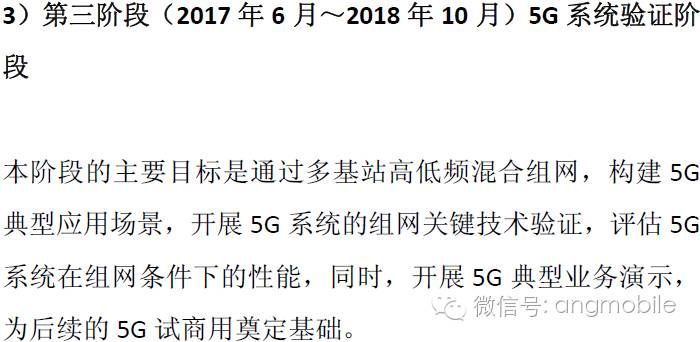 3）第三阶段（2017 年 6 月～2018 年 10 月）5G 系统验证阶
段
本阶段的主要目标是通过多基站高低频混合组网，构建 5G
典型应用场景，开展 5G 系统的组网关键技术验证，评估 5G
系统在组网条件下的性能，同时，开展 5G 典型业务演示，
为后续的 5G 试商用奠定基础。
微信号: angmobile